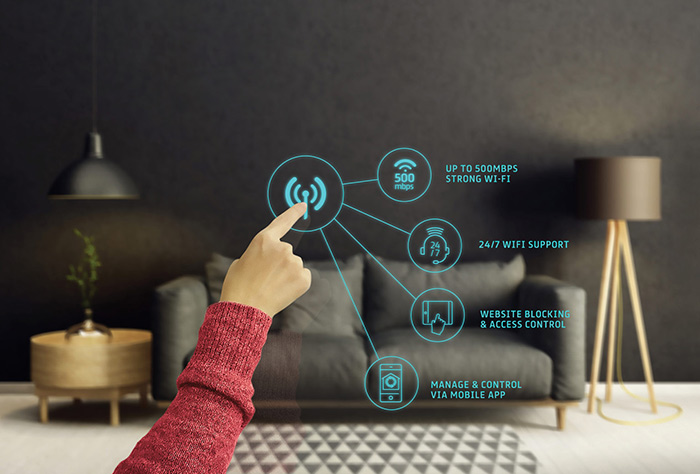 500
mbps
UP TO 500MBPS
STRONG WI-FI
24
/7
24/7 WIFI SUPPORT
WEBSITE BLOCKING
& ACCESS CONTROL
MANAGE & CONTROL
VIA MOBILE APP